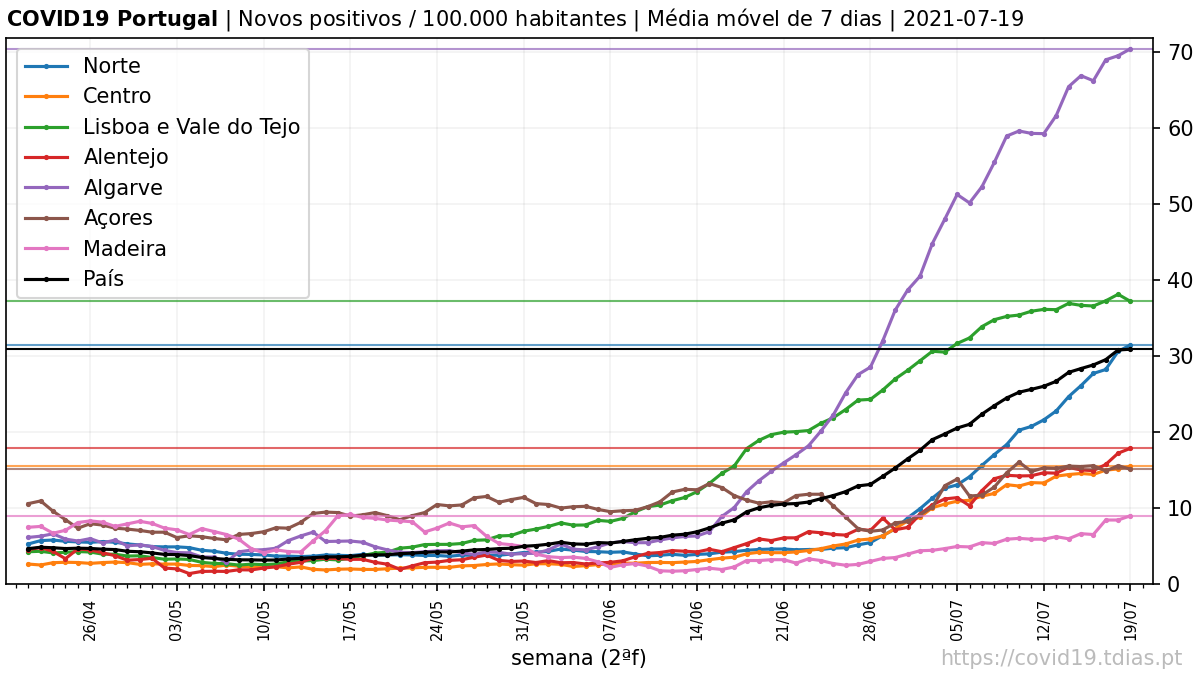 COVID19 Portugal | Novos positivos / 100.000 habitantes | Média móvel de 7 dias | 2021-07-19
Norte
Centro
Lisboa e Vale do Tejo
Alentejo
Algarve
Açores
Madeira
País
70
60
50
40
30
20
10
0
26/04 03/05 10/05 17/05 24/05 31/05 07/06 14/06 21/06 28/06 05/07 12/07 19/07
semana (2ªf)
https://covid19.tdias.pt